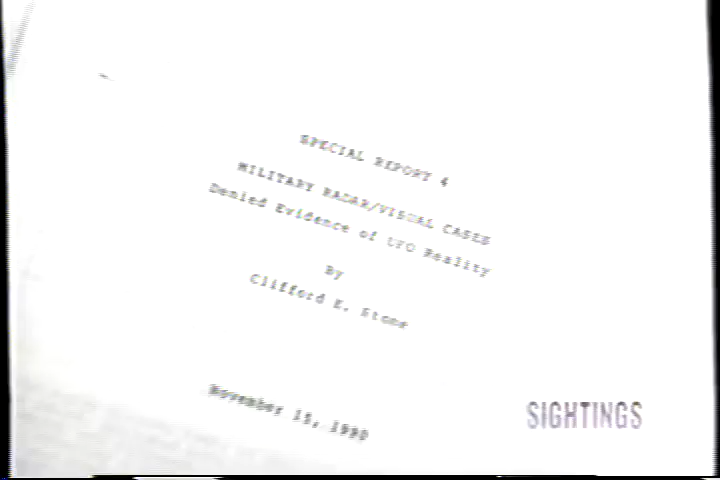 SPECIAL REPORT 4
MILITARY RADAR/VISUAL CASES
Denied Evidence of UFO Reality
By
Clifford E. Stone
November 15, 1990
SIGHTINGS